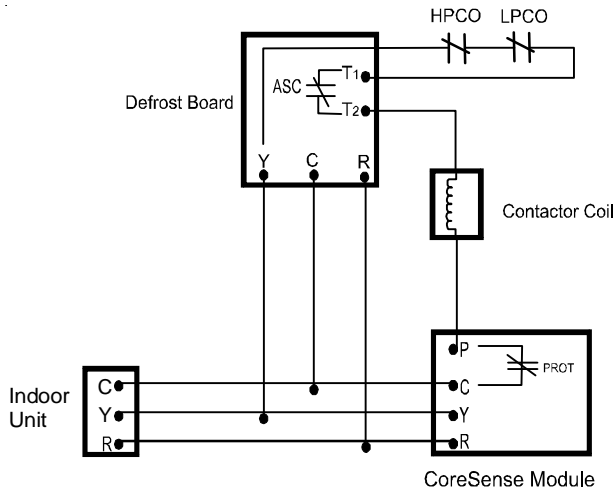 HPCO LPCO
Defrost Board
ASC
T1
T2
Y C R
Contactor Coil
Indoor
Unit
C
Y
R
P
C
Y
R
PROT
CoreSense Module